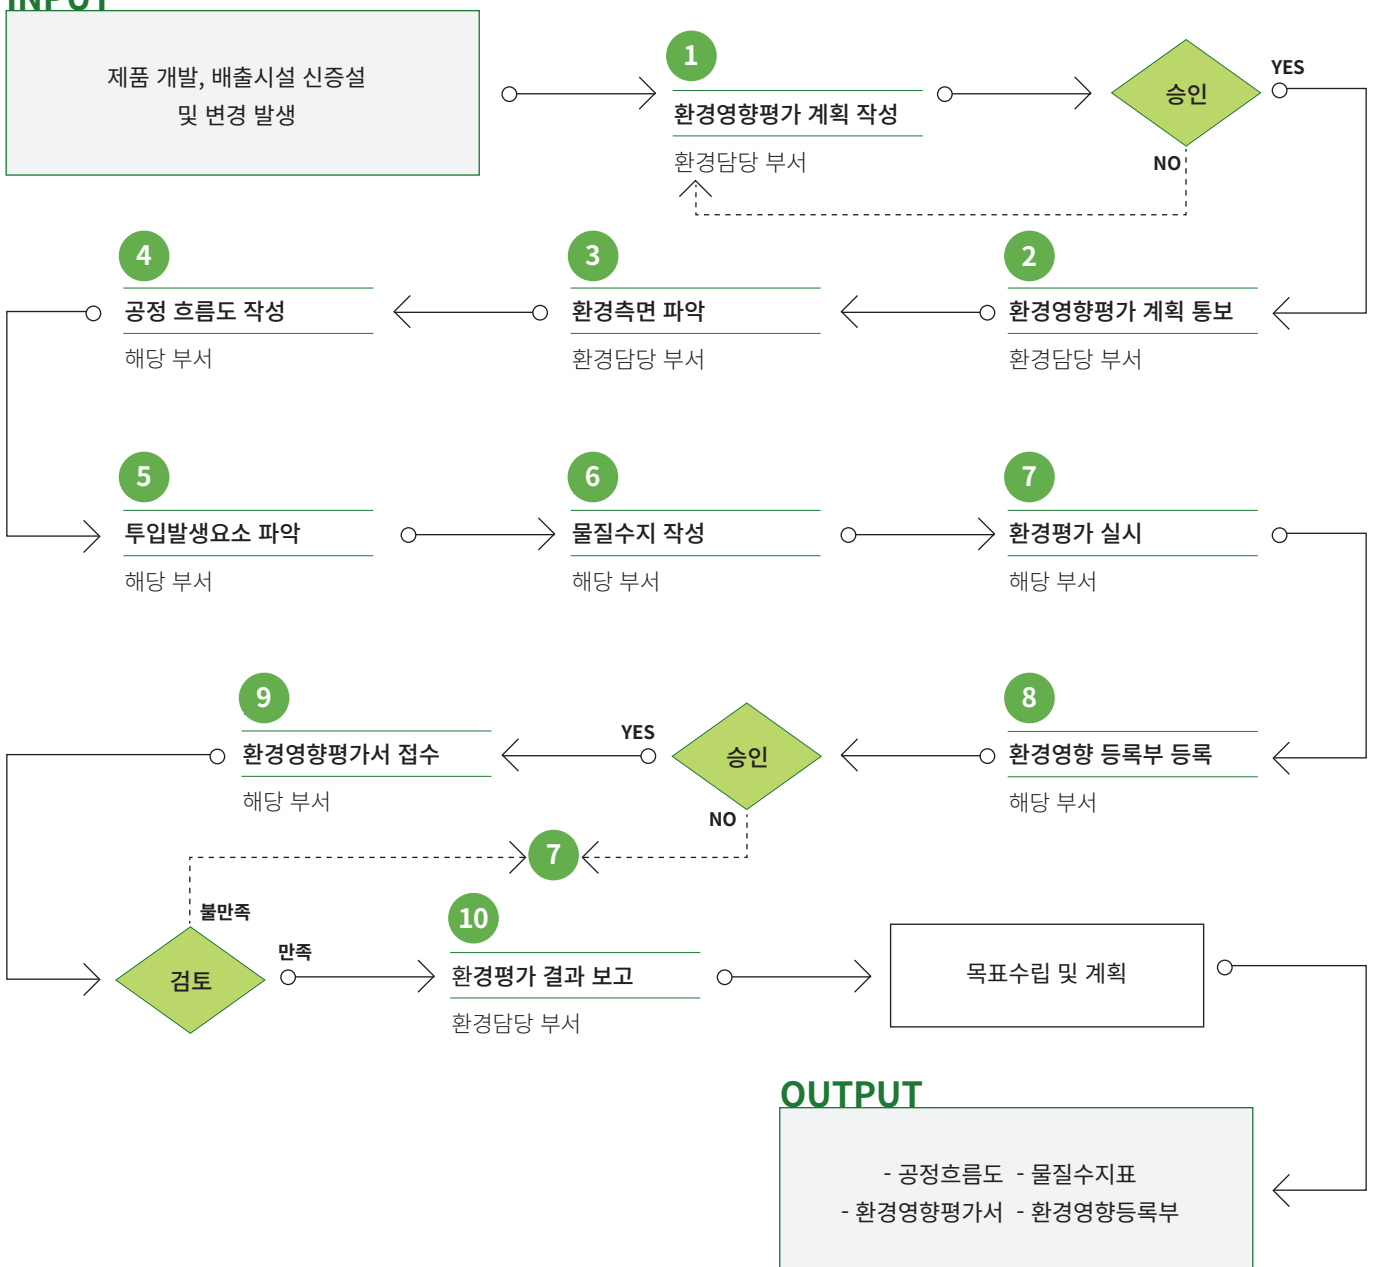 INPUT
제품 개발, 배출시설 신증설
및 변경 발생
1
환경영향평가 계획 작성
환경담당 부서
승인
YES
NO
4
공정 흐름도 작성
해당 부서
3
환경측면 파악
환경담당 부서
2
환경영향평가 계획 통보
환경담당 부서
5
투입발생요소 파악
해당 부서
6
물질수지 작성
해당 부서
7
환경평가 실시
해당 부서
9
환경영향평가서 접수
해당 부서
YES
승인
NO
8
환경영향 등록부 등록
해당 부서
7
불만족
검토
만족
10
환경평가 결과 보고
환경담당 부서
목표수립 및 계획
OUTPUT
- 공정흐름도 - 물질수지표
- 환경영향평가서 - 환경영향등록부